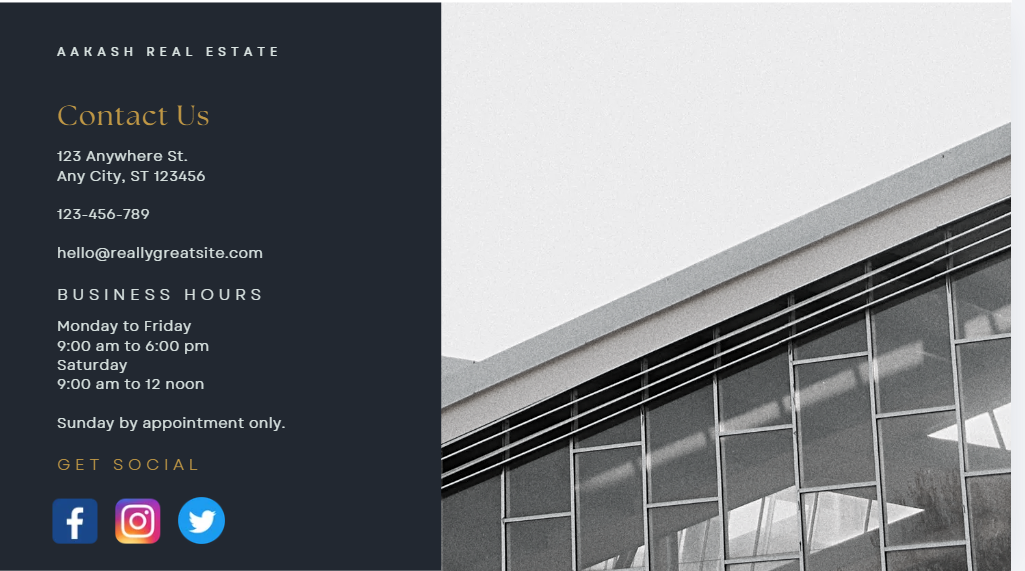 AAKASH REAL ESTATE
Contact Us
123 Anywhere St.
Any City, ST 123456
123-456-789
hello@reallygreatsite.com
BUSINESS HOURS
Monday to Friday
9:00 am to 6:00 pm
Saturday
9:00 am to 12 noon
Sunday by appointment only.
GET SOCIAL